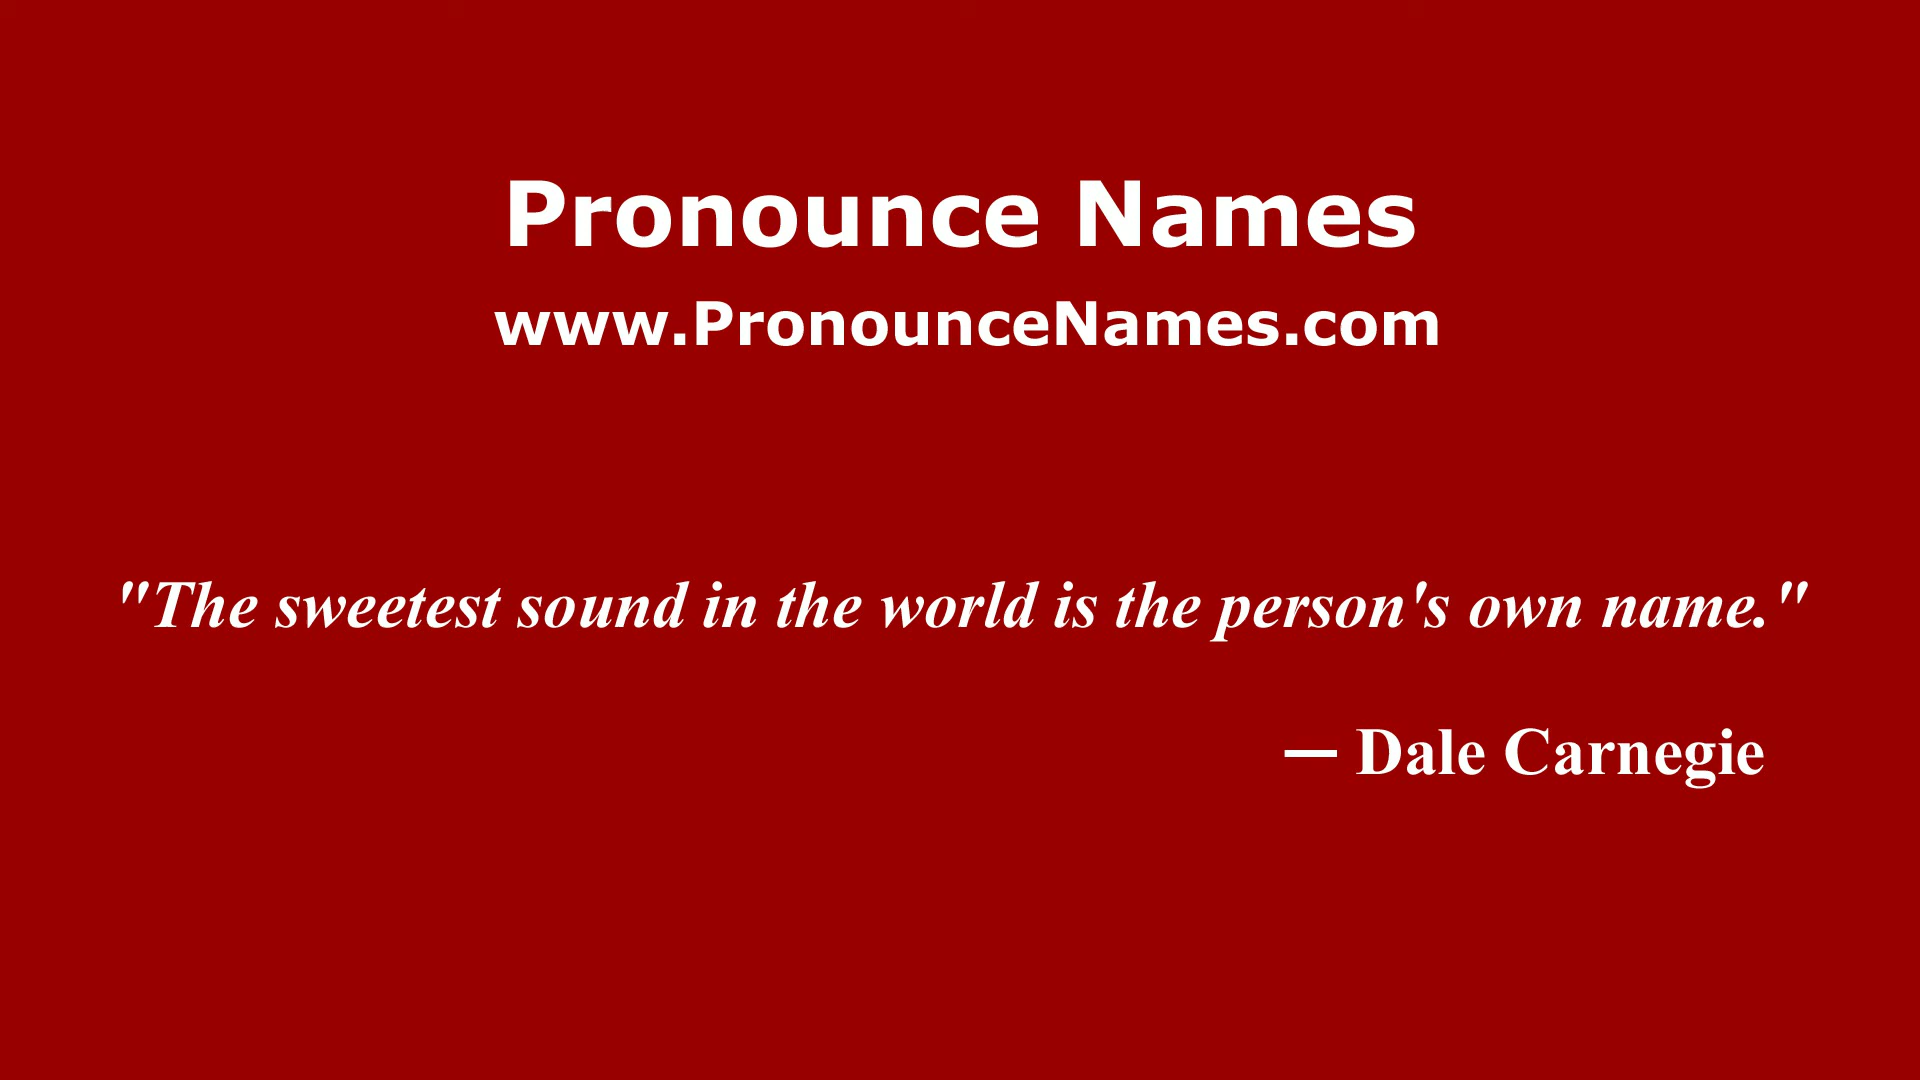 Pronounce Names
www.PronounceNames.com
"The sweetest sound in the world is the person's own name."
— Dale Carnegie